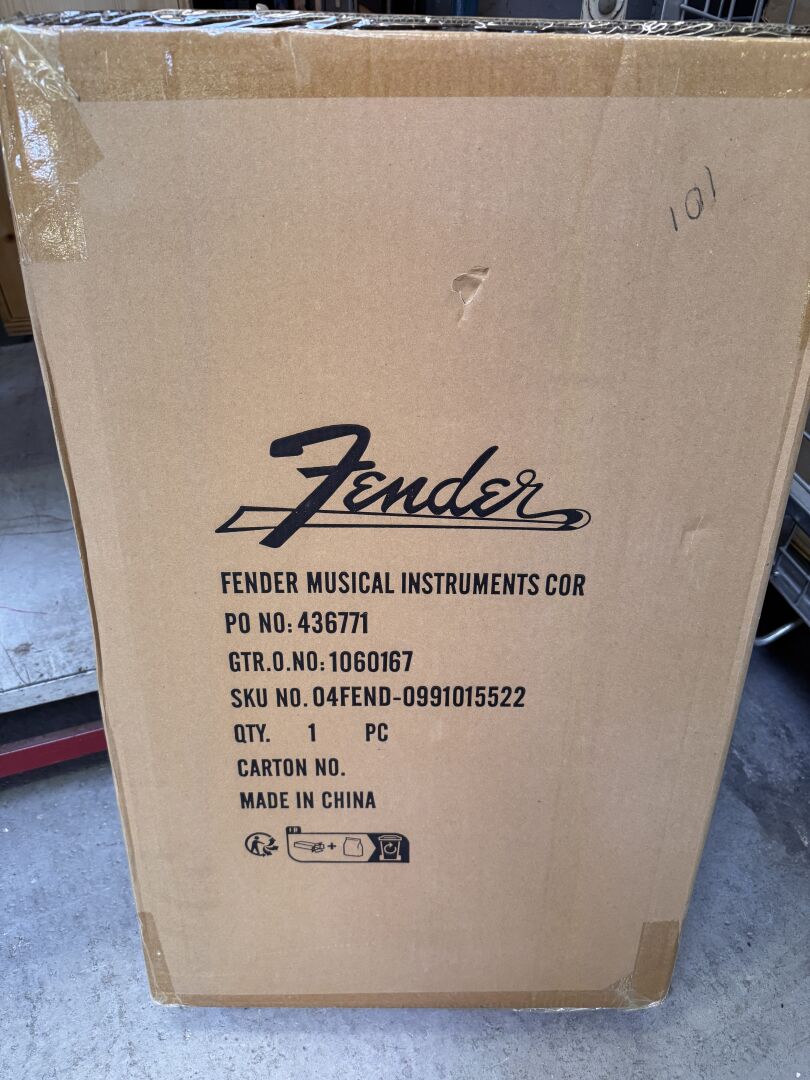 101
Fender
FENDER MUSICAL INSTRUMENTS COR
PO NO: 436771
GTR.O.NO: 1060167
SKU NO. 04FEND-0991015522
QTY. 1 PC
CARTON NO.
MADE IN CHINA
FR
+